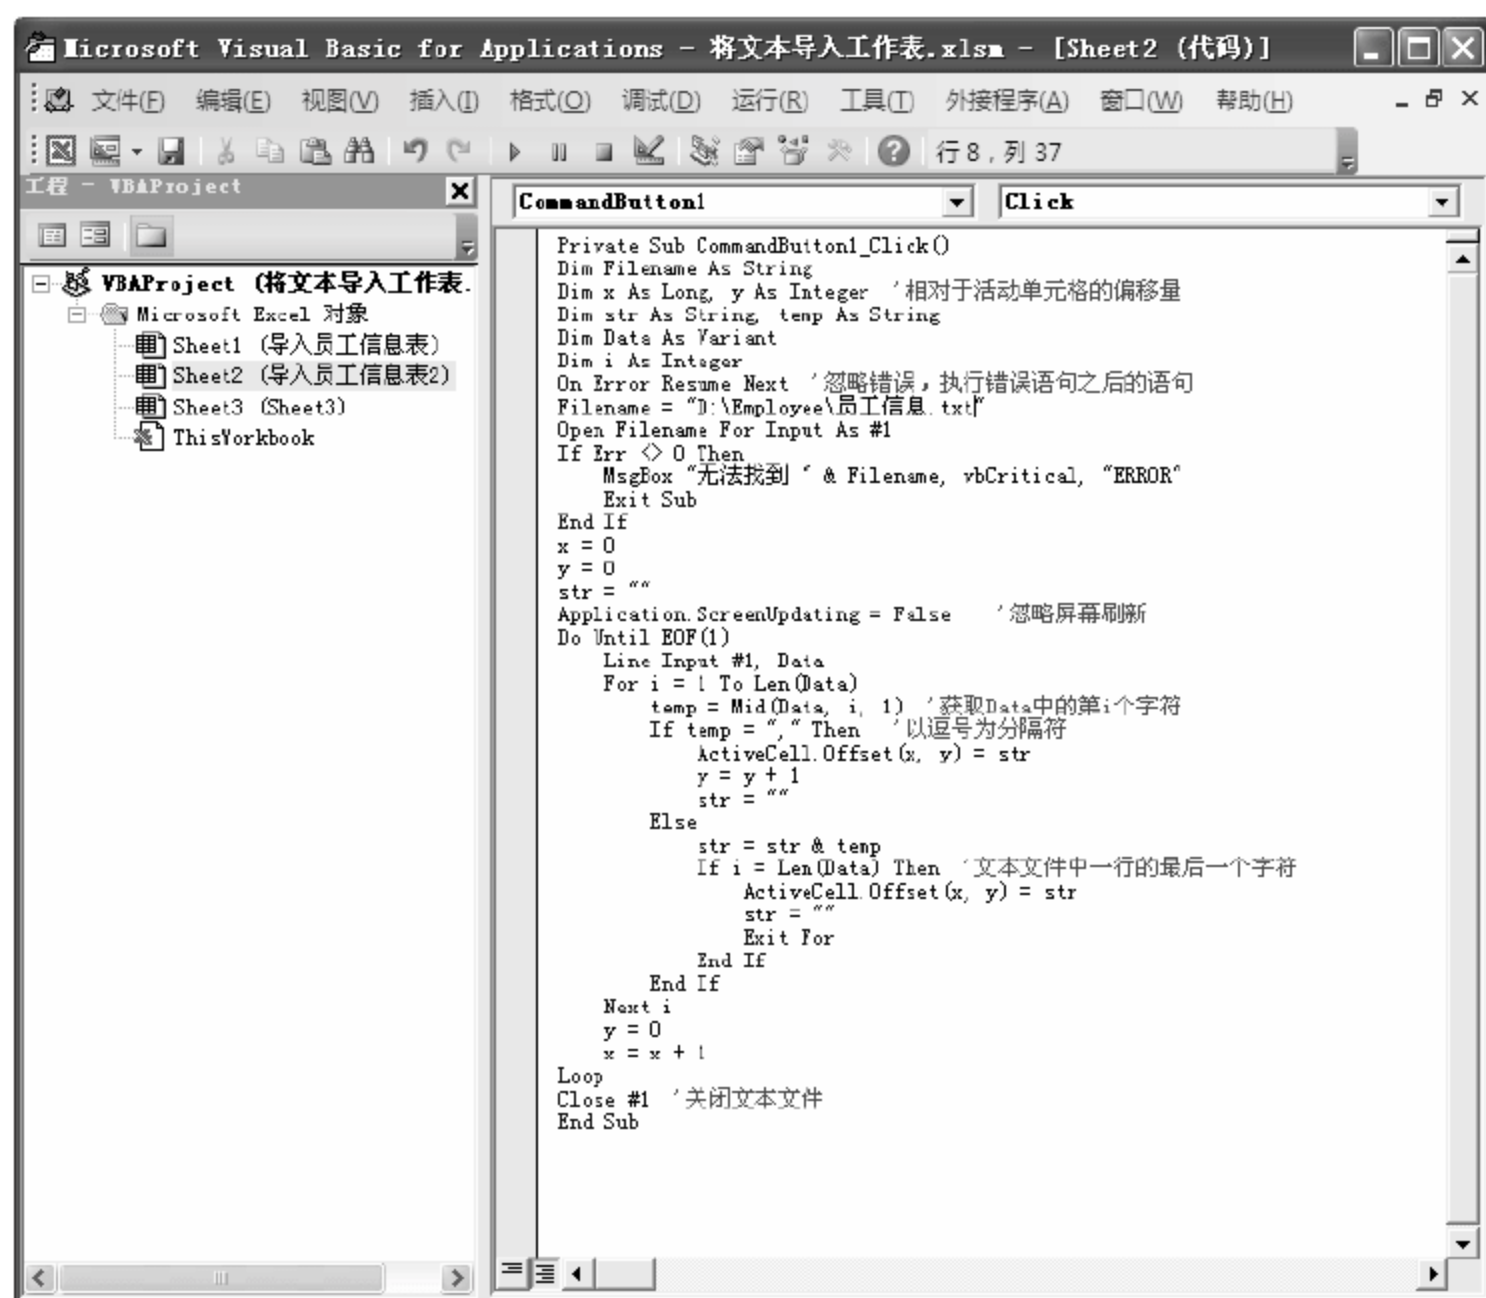 Microsoft Visual Basic for Applications - 将文本导入工作表.xlsm - [Sheet2 (代码)]
文件(F) 编辑(E) 视图(V) 插入(I) 格式(O) 调试(D) 运行(R) 工具(T) 外接程序(A) 窗口(W) 帮助(H)
行 8 , 列 37
工程 - VBAProject
CommandButton1 Click
VBAProject (将文本导入工作表.
Microsoft Excel 对象
Sheet1 (导入员工信息表)
Sheet2 (导入员工信息表2)
Sheet3 (Sheet3)
ThisWorkbook
Private Sub CommandButton1_Click()
Dim Filename As String
Dim x As Long, y As Integer '相对于活动单元格的偏移量
Dim str As String, temp As String
Dim Data As Variant
Dim i As Integer
On Error Resume Next '忽略错误，执行错误语句之后的语句
Filename = "D:\Employee\员工信息.txt"
Open Filename For Input As #1
If Err <> 0 Then
    MsgBox "无法找到 " & Filename, vbCritical, "ERROR"
    Exit Sub
End If
x = 0
y = 0
str = ""
Application.ScreenUpdating = False '忽略屏幕刷新
Do Until EOF(1)
    Line Input #1, Data
    For i = 1 To Len(Data)
        temp = Mid(Data, i, 1) '获取Data中的第i个字符
        If temp = "," Then '以逗号为分隔符
            ActiveCell.Offset(x, y) = str
            y = y + 1
            str = ""
        Else
            str = str & temp
            If i = Len(Data) Then '文本文件中一行的最后一个字符
                ActiveCell.Offset(x, y) = str
                str = ""
                Exit For
            End If
        End If
    Next i
    y = 0
    x = x + 1
Loop
Close #1 '关闭文本文件
End Sub